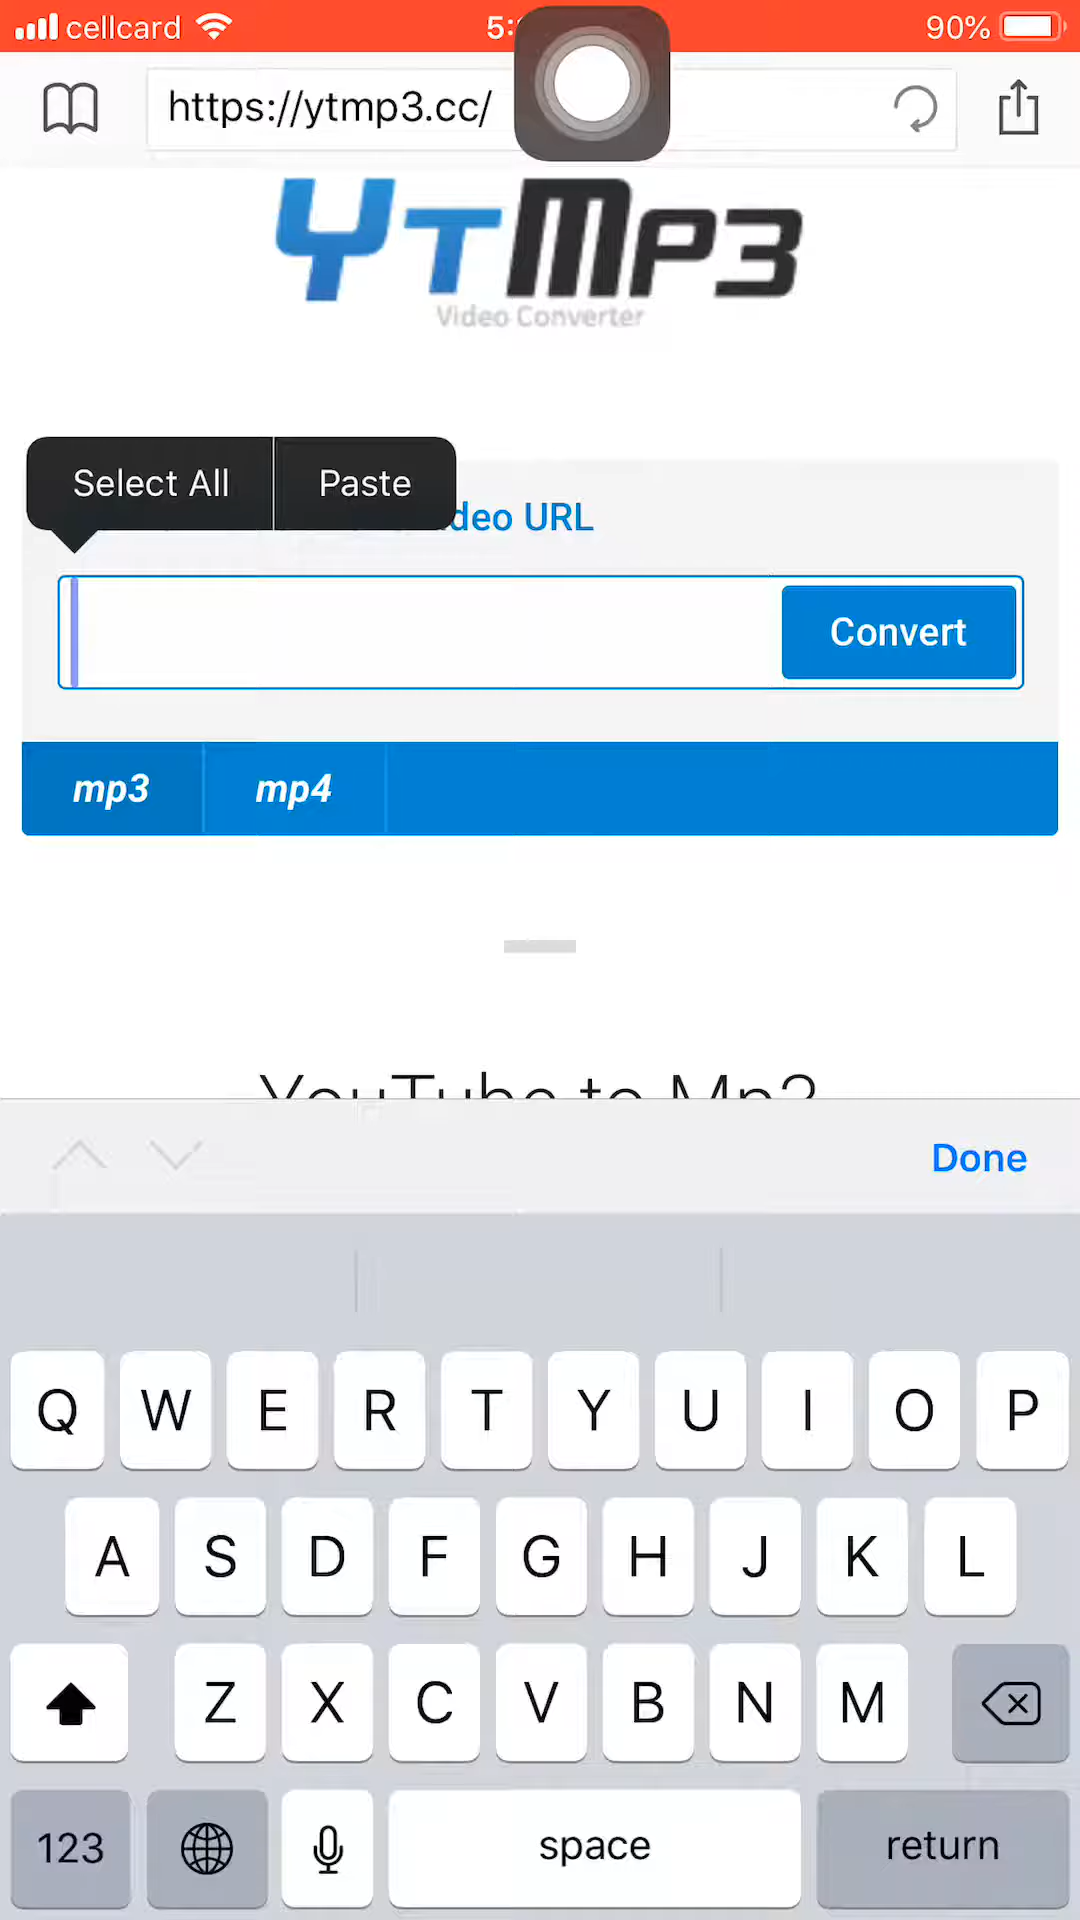 cellcard 5: 90%
https://ytmp3.cc/
YTMP3
Video Converter
Select All Paste
deo URL
Convert
mp3 mp4
YouTube to Mp3
Done
Q W E R T Y U I O P
A S D F G H J K L
Z X C V B N M
123 space return